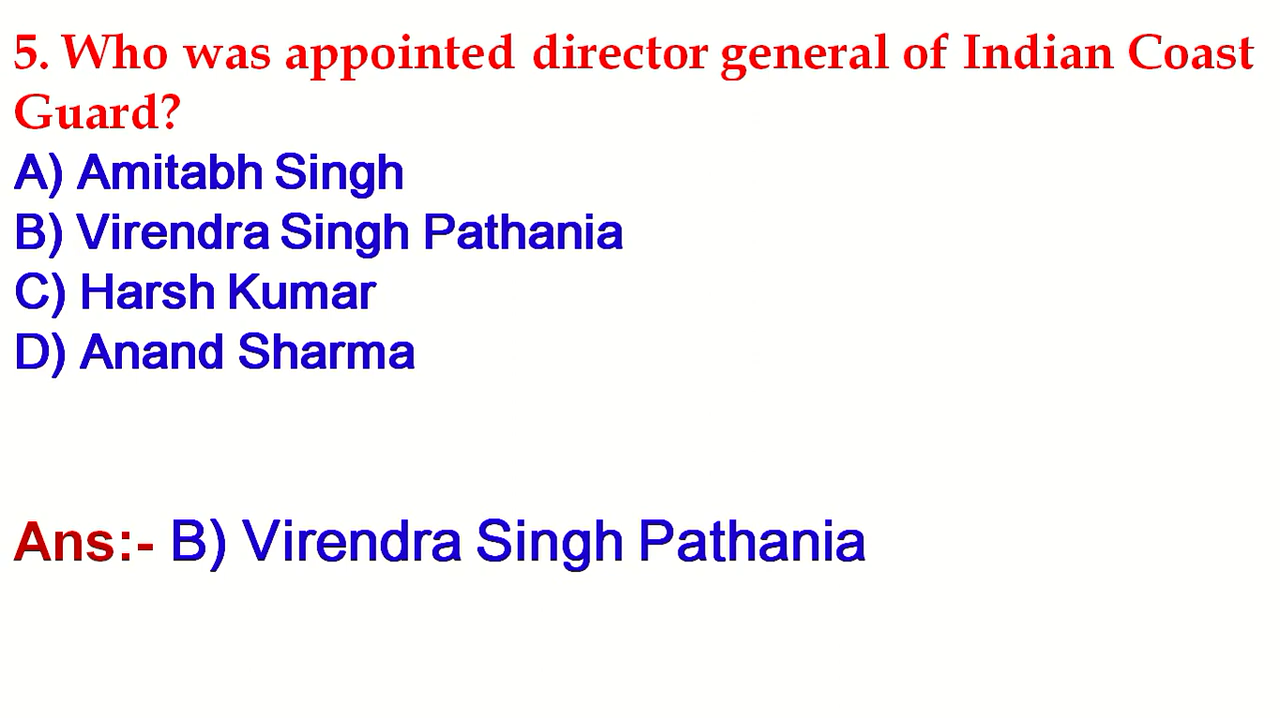 5. Who was appointed director general of Indian Coast
Guard?
A) Amitabh Singh
B) Virendra Singh Pathania
C) Harsh Kumar
D) Anand Sharma
Ans:- B) Virendra Singh Pathania